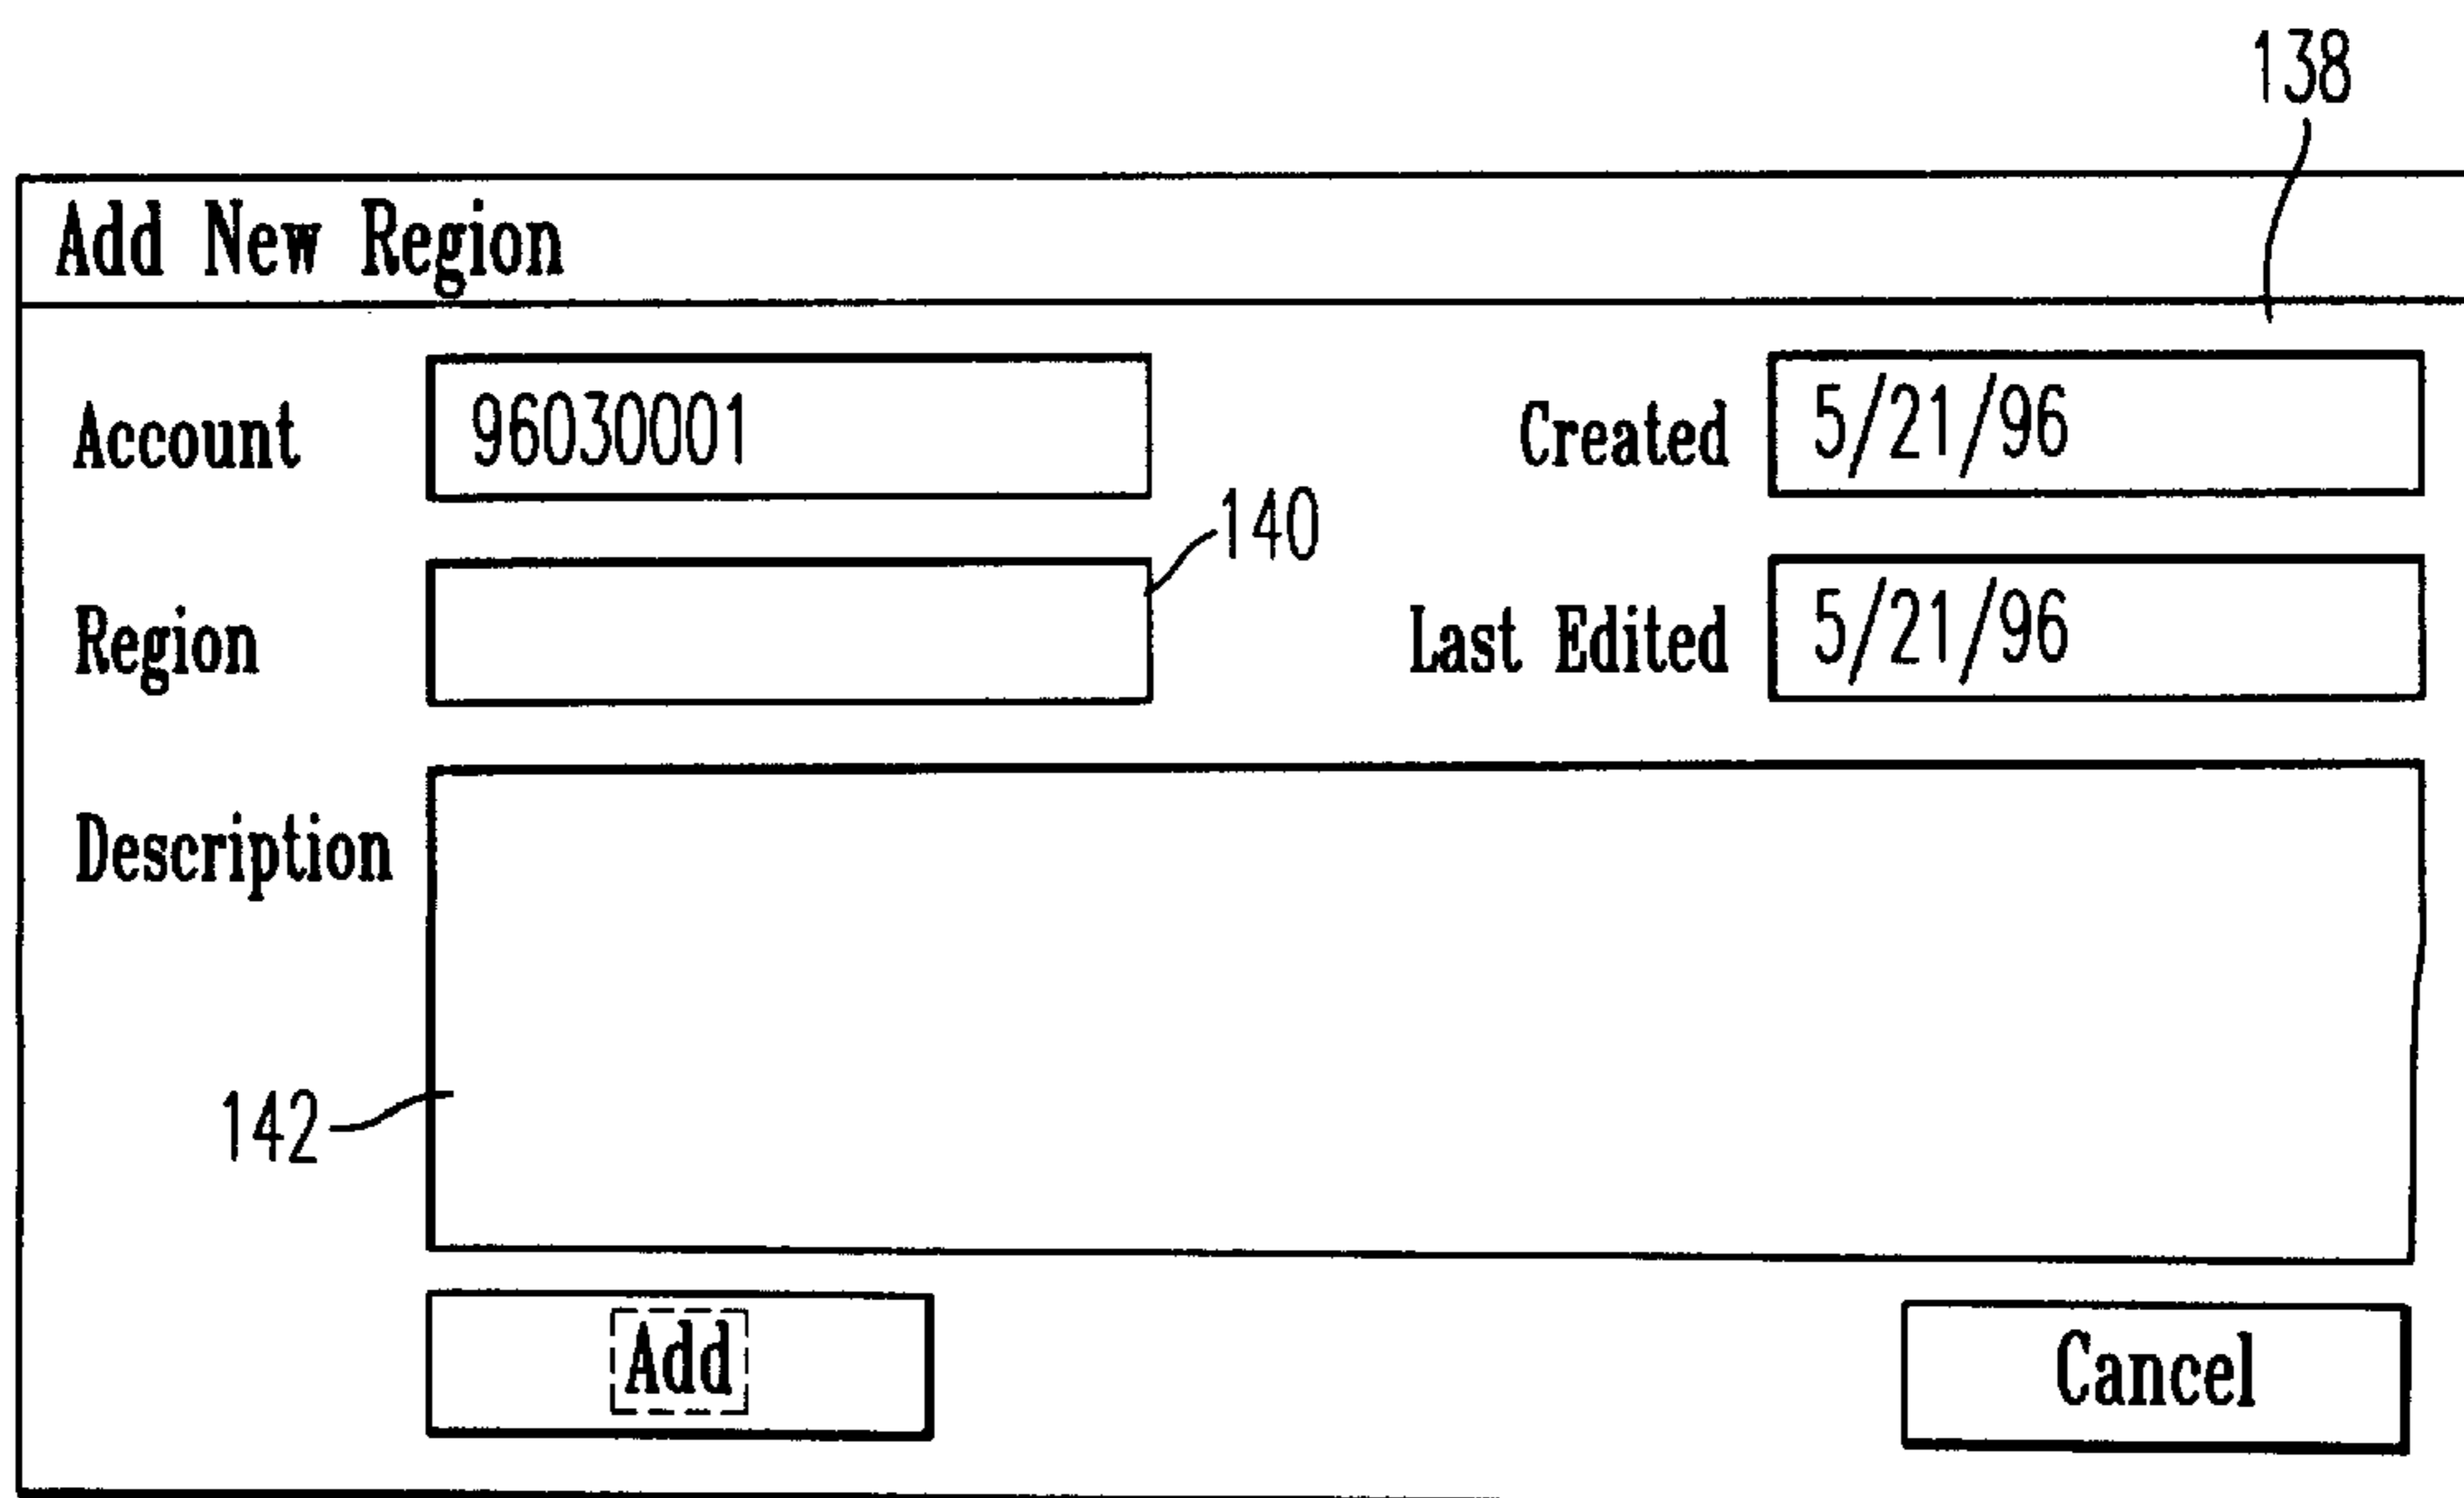 138
Add New Region
Account 96030001 Created 5/21/96
140
Region Last Edited 5/21/96
Description
142
Add Cancel